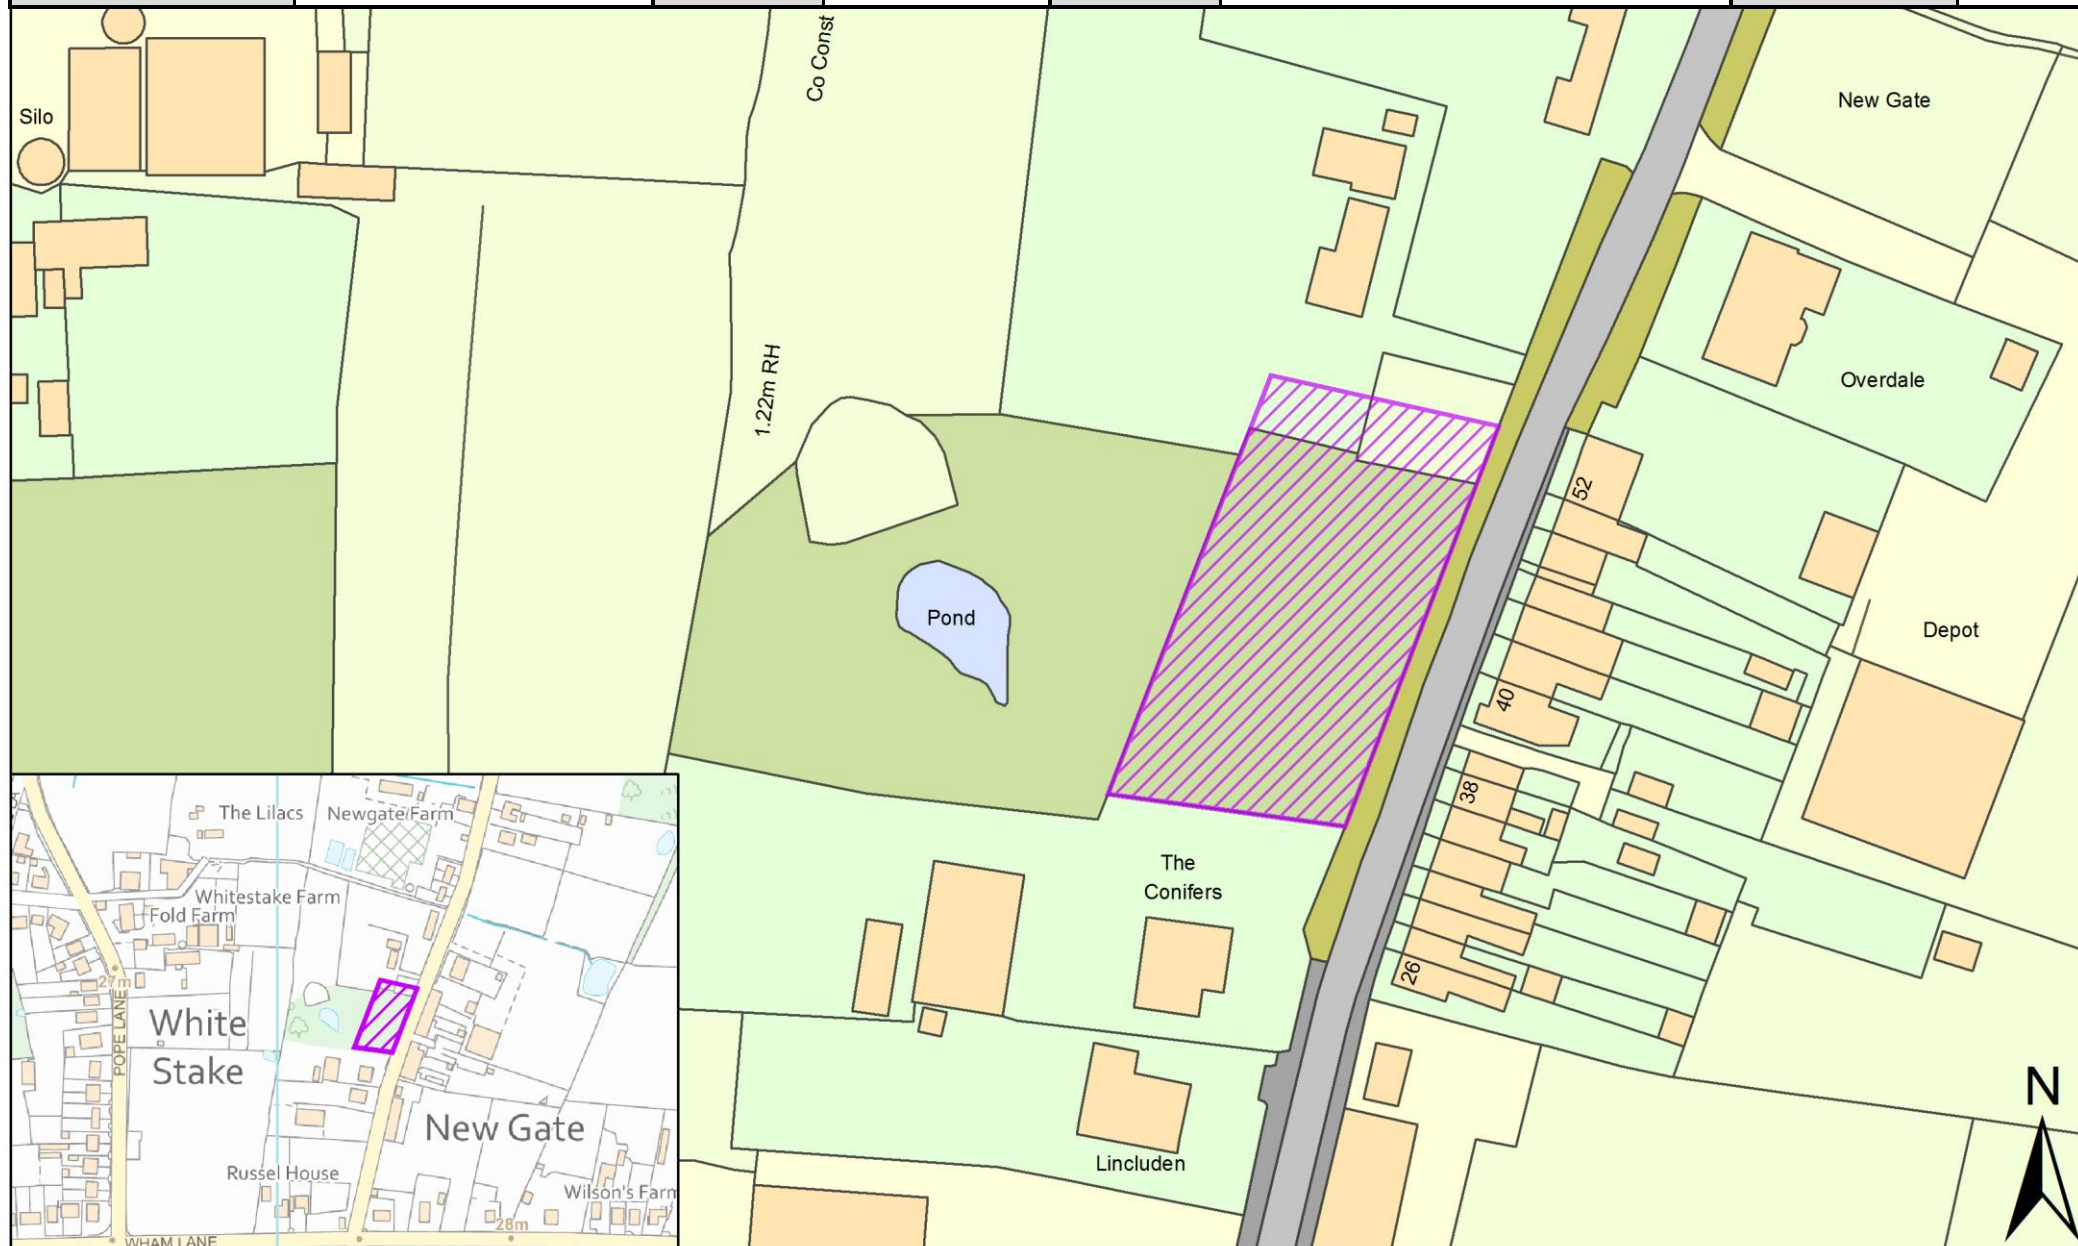 Co Const
New Gate
Silo
1.22m RH
Overdale
52
Pond
Depot
40
38
The
Conifers
26
Lincluden
N
The Lilacs
Newgate Farm
Whitestake Farm
Fold Farm
27m
POPE LANE
White
Stake
New Gate
Russel House
Wilson's Farm
28m
WHAM LANE